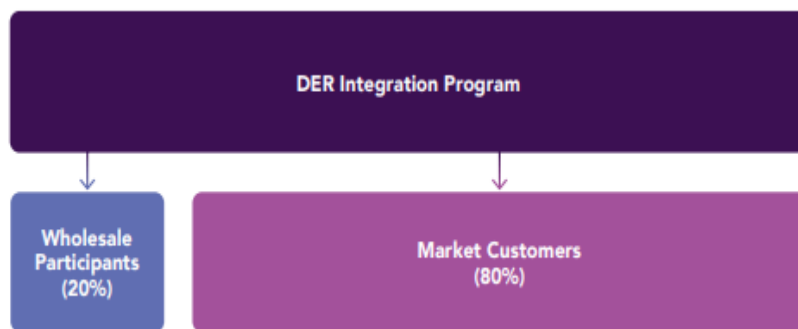 DER Integration Program
Wholesale
Participants
(20%)
Market Customers
(80%)